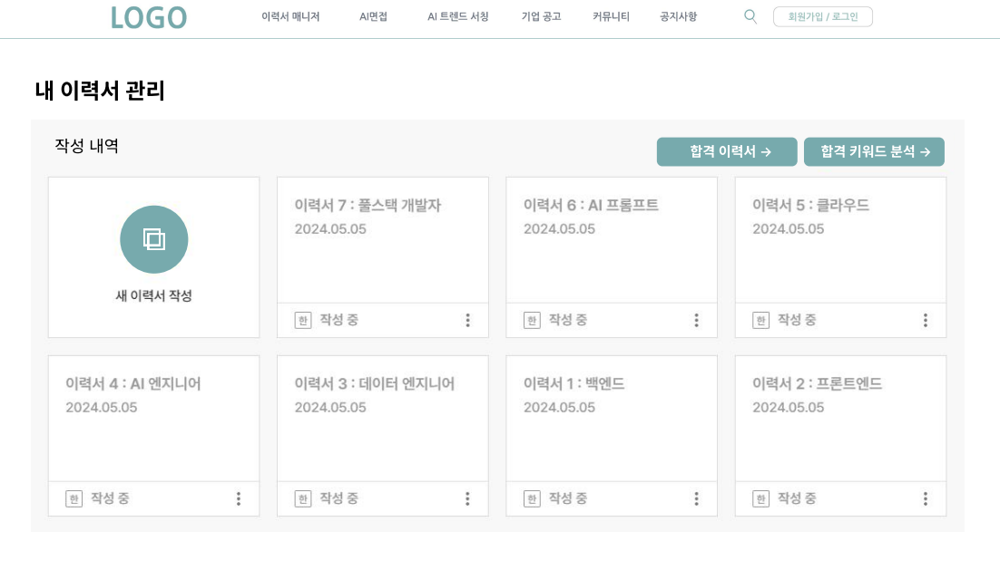 LOGO
이력서 매니저
AI면접
AI 트렌드 서칭
기업 공고
커뮤니티
공지사항
회원가입 / 로그인
내 이력서 관리
작성 내역
합격 이력서 →
합격 키워드 분석 →
새 이력서 작성
이력서 7 : 풀스택 개발자
2024.05.05
한 작성 중
이력서 6 : AI 프롬프트
2024.05.05
한 작성 중
이력서 5 : 클라우드
2024.05.05
한 작성 중
이력서 4 : AI 엔지니어
2024.05.05
한 작성 중
이력서 3 : 데이터 엔지니어
2024.05.05
한 작성 중
이력서 1 : 백엔드
2024.05.05
한 작성 중
이력서 2 : 프론트엔드
2024.05.05
한 작성 중